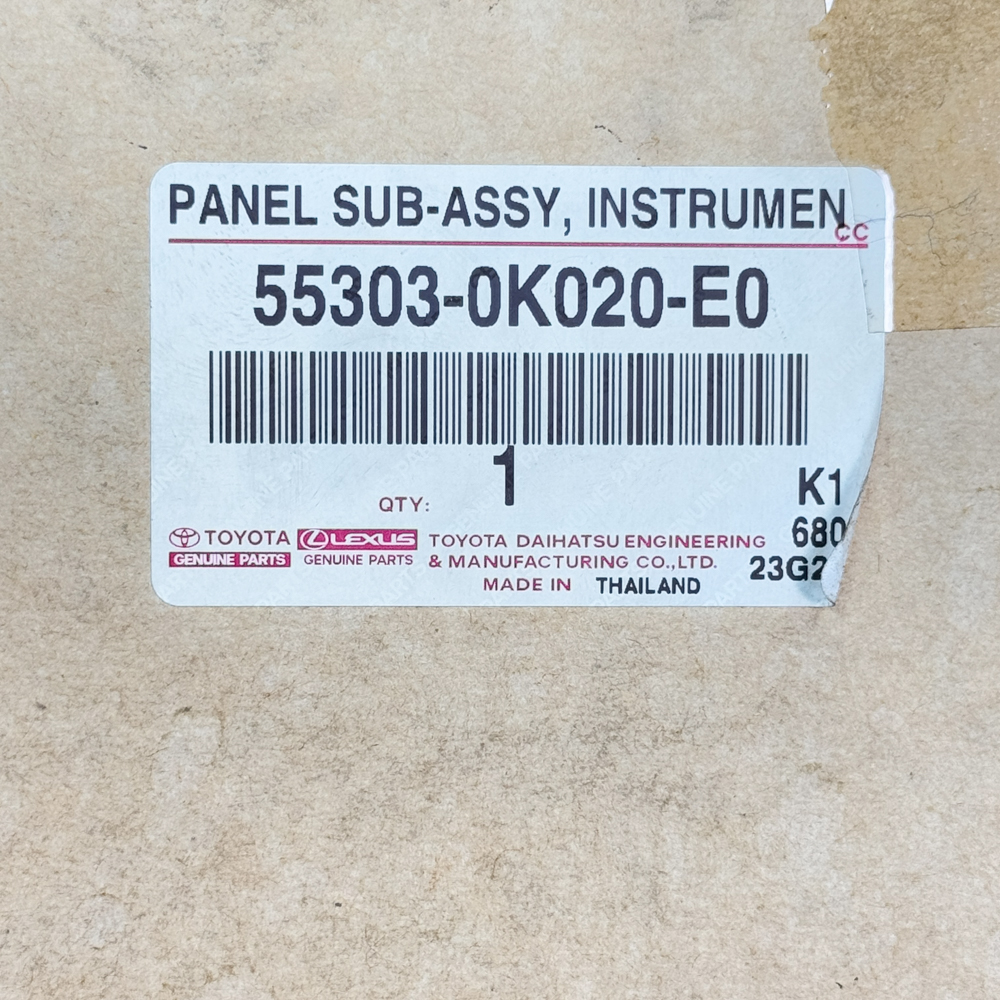 PANEL SUB-ASSY, INSTRUMEN
CC
55303-0K020-E0
QTY: 1
K1
TOYOTA
GENUINE PARTS
LEXUS
GENUINE PARTS
TOYOTA DAIHATSU ENGINEERING
& MANUFACTURING CO.,LTD.
MADE IN THAILAND
680
23G2